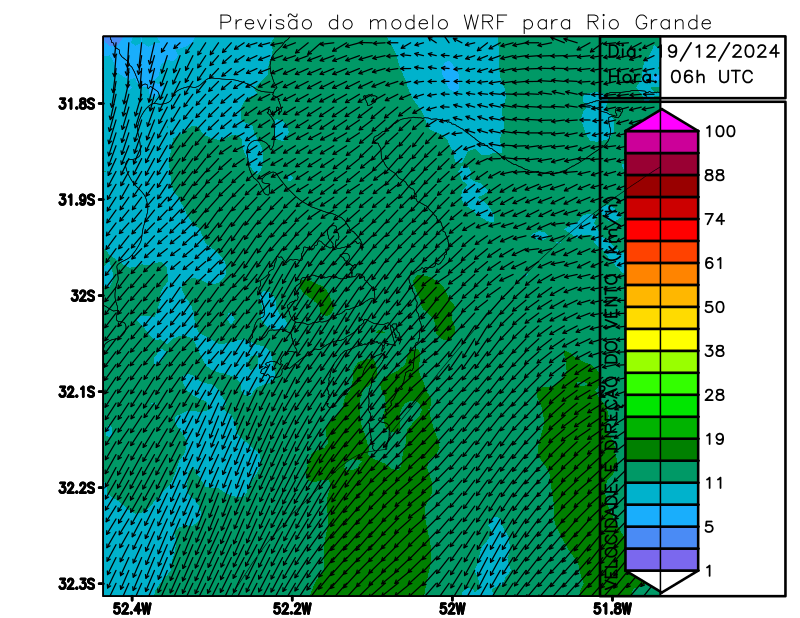 Previsão do modelo WRF para Rio Grande
Dia: 19/12/2024
Hora: 06h UTC
31.8S
31.9S
32S
32.1S
32.2S
32.3S
52.4W
52.2W
52W
51.8W
VELOCIDADE E DIREÇÃO DO VENTO (km/h)
100
88
74
61
50
38
28
19
11
5
1